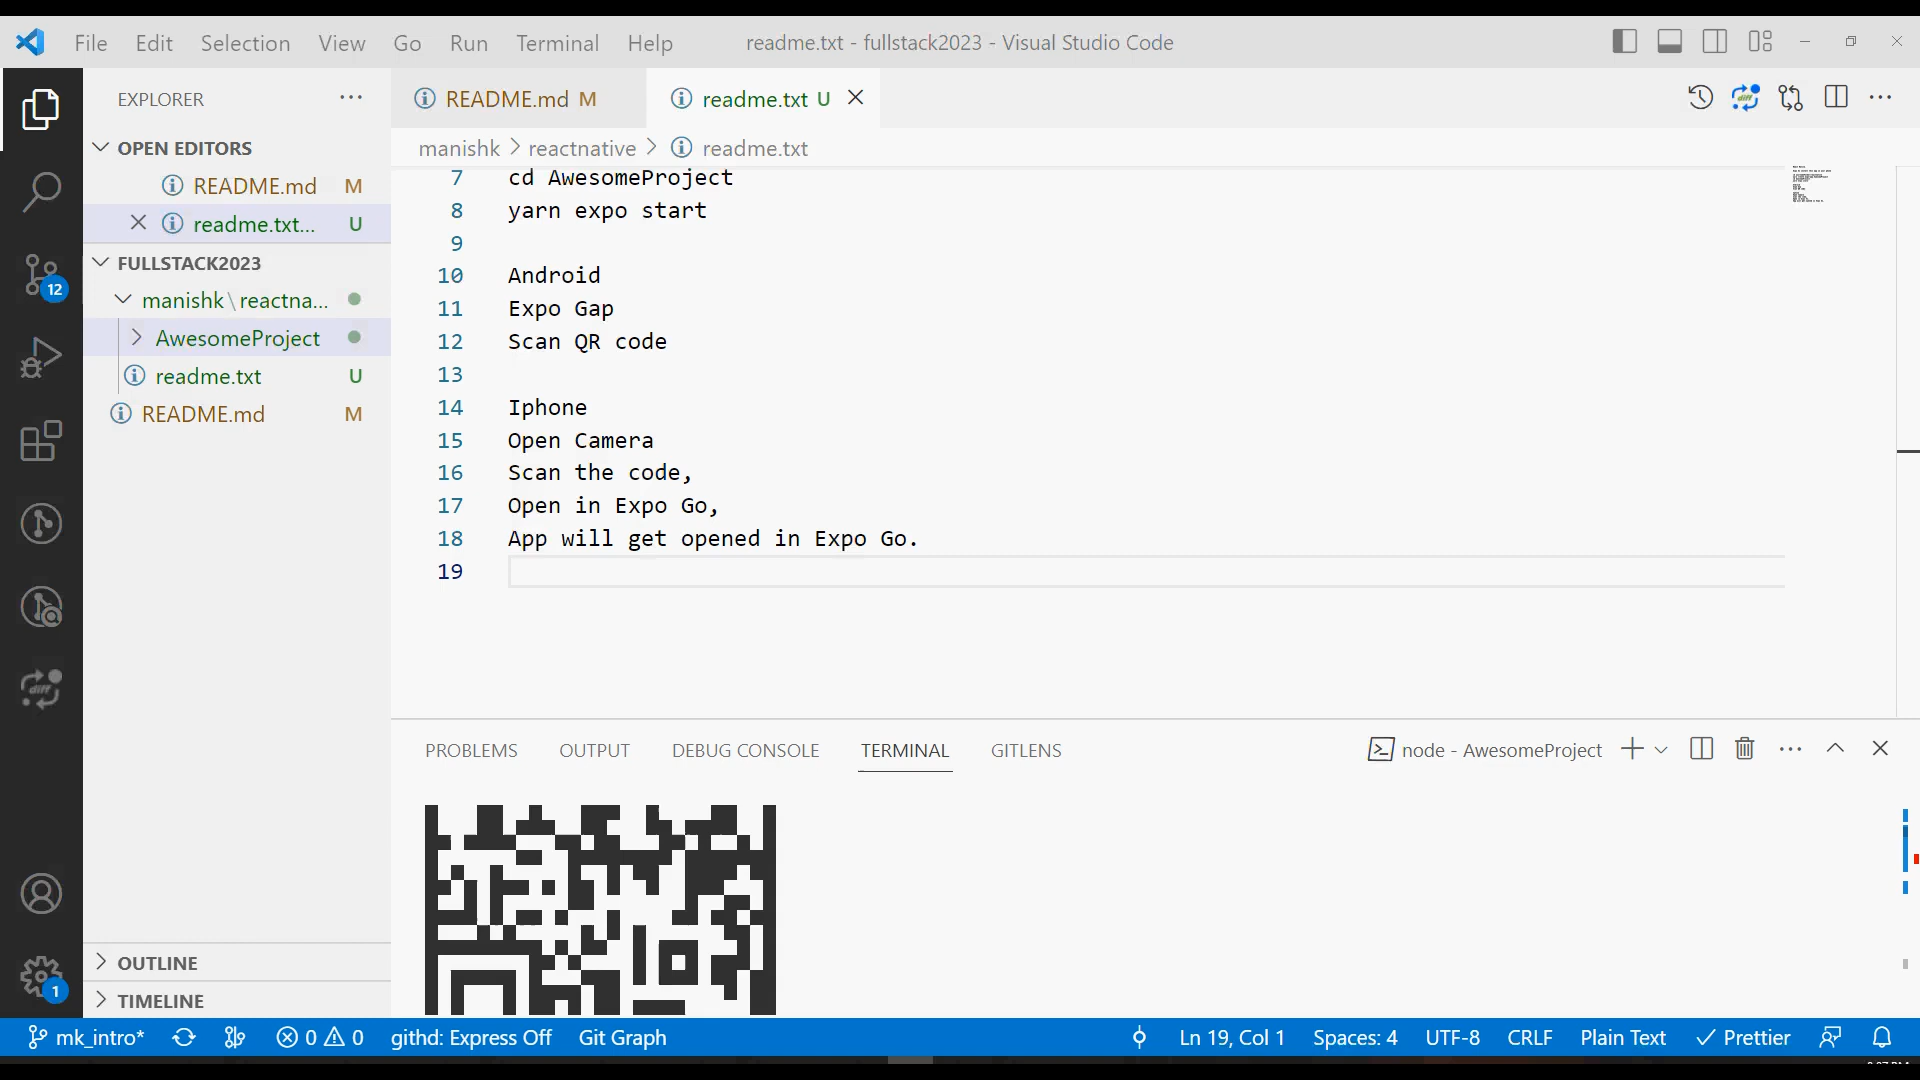 File Edit Selection View Go Run Terminal Help readme.txt - fullstack2023 - Visual Studio Code
EXPLORER
OPEN EDITORS
README.md M
readme.txt... U
FULLSTACK2023
manishk\reactna...
AwesomeProject
readme.txt U
README.md M
OUTLINE
TIMELINE
12
1
README.md M readme.txt U
manishk > reactnative > readme.txt
7 cd AwesomeProject
8 yarn expo start
9
10 Android
11 Expo Gap
12 Scan QR code
13
14 Iphone
15 Open Camera
16 Scan the code,
17 Open in Expo Go,
18 App will get opened in Expo Go.
19
PROBLEMS OUTPUT DEBUG CONSOLE TERMINAL GITLENS node - AwesomeProject
mk_intro* 0 0 githd: Express Off Git Graph Ln 19, Col 1 Spaces: 4 UTF-8 CRLF Plain Text Prettier